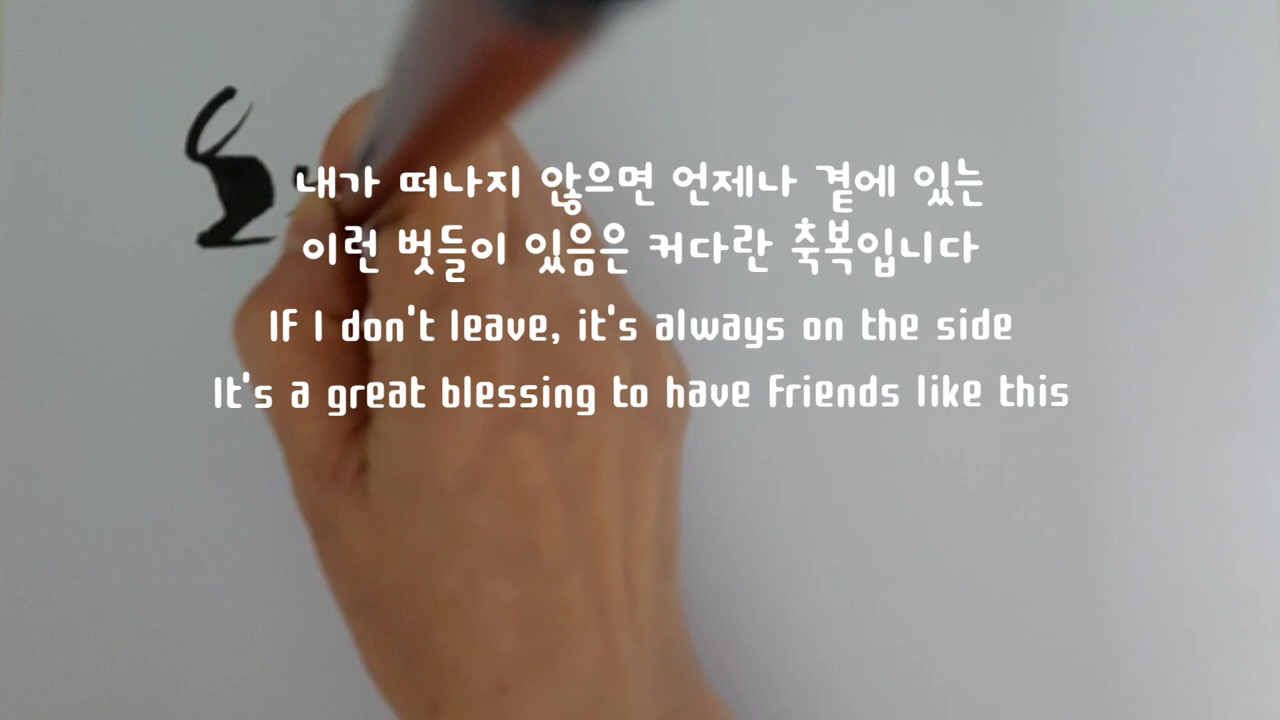 내가 떠나지 않으면 언제나 곁에 있는
이런 벗들이 있음은 커다란 축복입니다
If I don't leave, it's always on the side
It's a great blessing to have friends like this